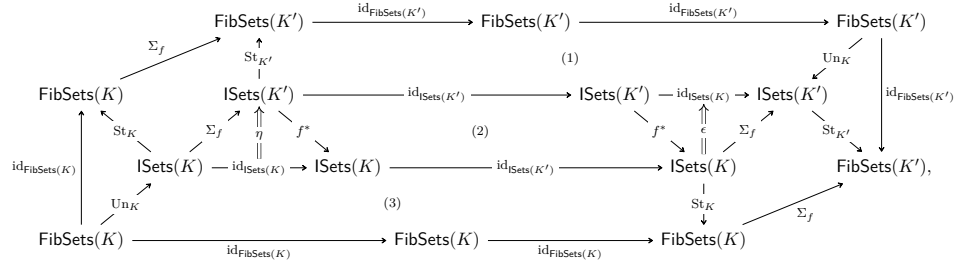 FibSets(K′) id_FibSets(K′) FibSets(K′) id_FibSets(K′) FibSets(K′)
Σ_f St_K′ (1) Un_K
FibSets(K) ISets(K′) id_ISets(K′) ISets(K′) id_ISets(K) ISets(K′) id_FibSets(K′)
St_K Σ_f η f* (2) f* ϵ Σ_f St_K′
id_FibSets(K) ISets(K) id_ISets(K) ISets(K) id_ISets(K′) ISets(K) FibSets(K′),
Un_K (3) St_K Σ_f
FibSets(K) id_FibSets(K) FibSets(K) id_FibSets(K) FibSets(K)